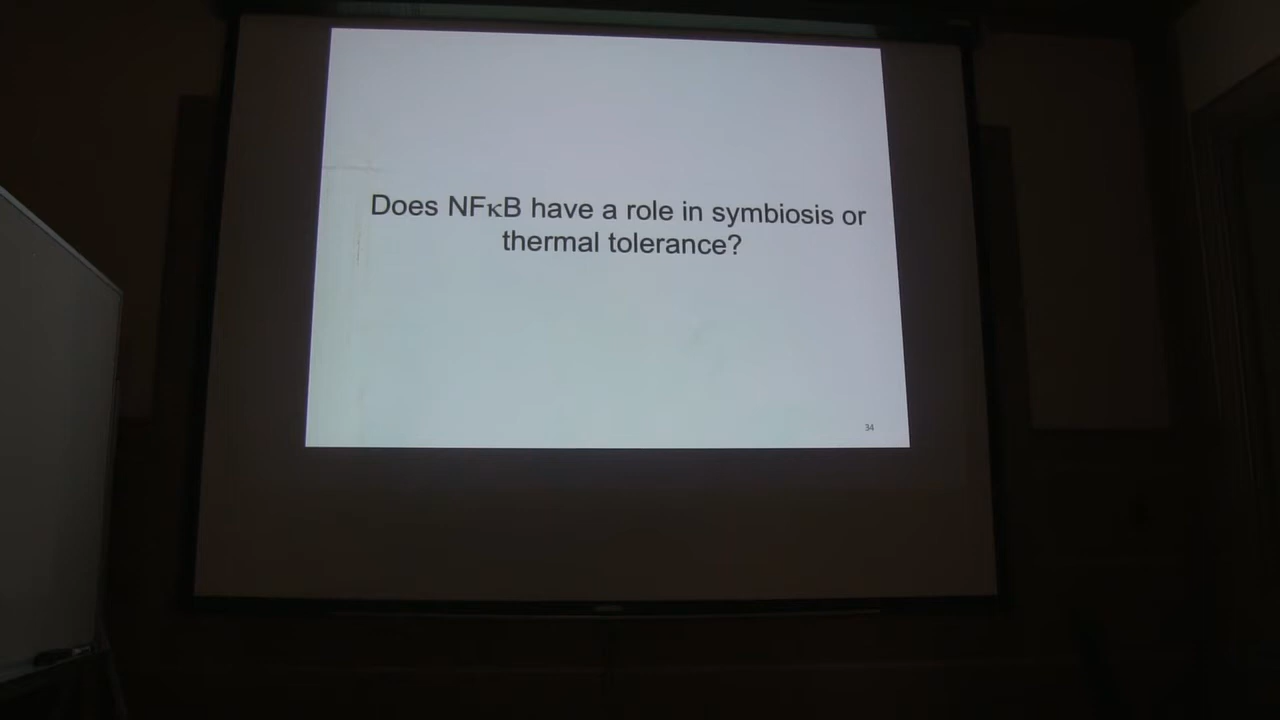 Does NFκB have a role in symbiosis or
thermal tolerance?
34